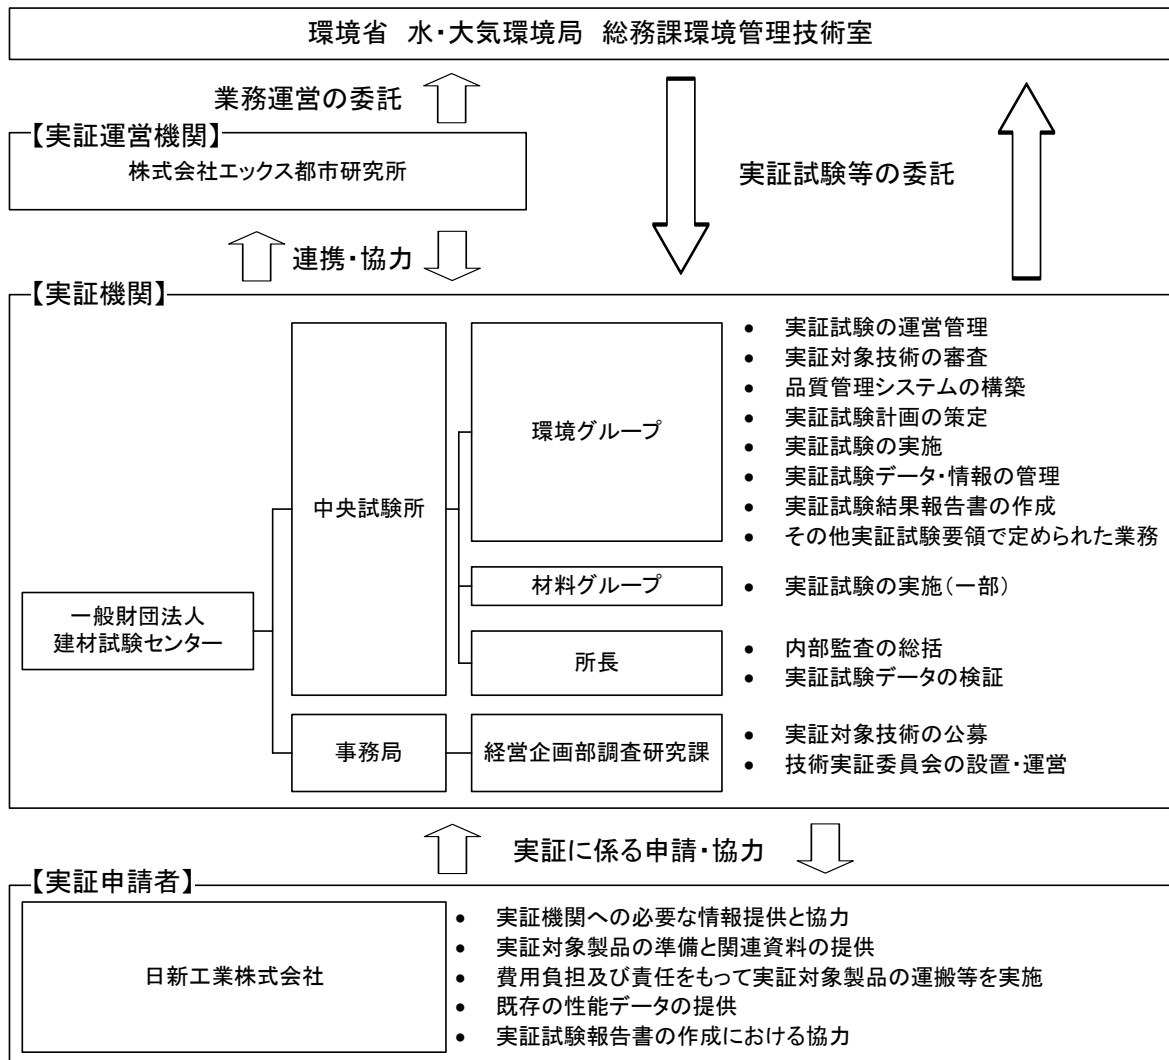 環境省 水・大気環境局 総務課環境管理技術室
業務運営の委託
【実証運営機関】
株式会社エックス都市研究所
実証試験等の委託
連携・協力
【実証機関】
一般財団法人
建材試験センター
中央試験所
環境グループ
• 実証試験の運営管理
• 実証対象技術の審査
• 品質管理システムの構築
• 実証試験計画の策定
• 実証試験の実施
• 実証試験データ・情報の管理
• 実証試験結果報告書の作成
• その他実証試験要領で定められた業務
材料グループ
• 実証試験の実施(一部)
所長
• 内部監査の総括
• 実証試験データの検証
事務局
経営企画部調査研究課
• 実証対象技術の公募
• 技術実証委員会の設置・運営
実証に係る申請・協力
【実証申請者】
日新工業株式会社
• 実証機関への必要な情報提供と協力
• 実証対象製品の準備と関連資料の提供
• 費用負担及び責任をもって実証対象製品の運搬等を実施
• 既存の性能データの提供
• 実証試験報告書の作成における協力